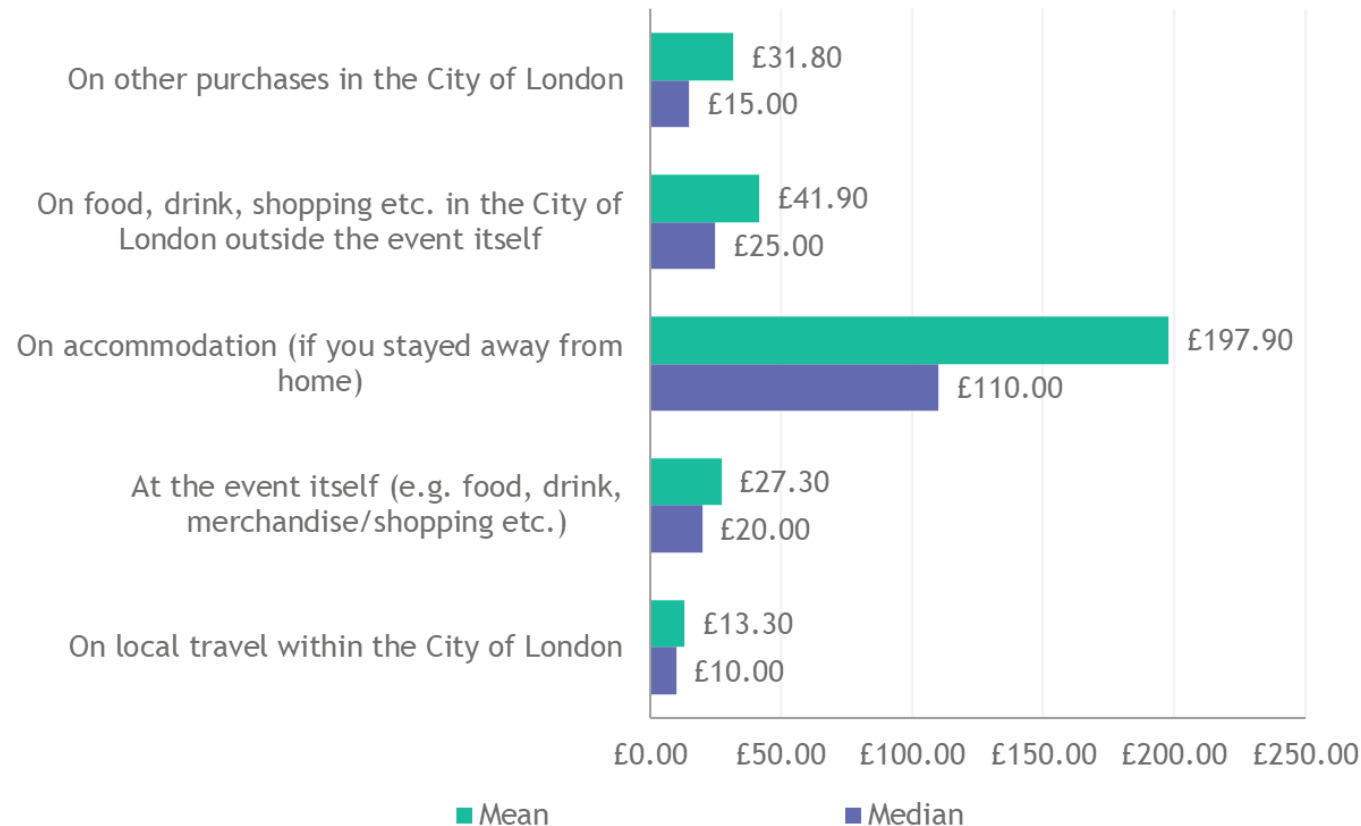 On other purchases in the City of London
£31.80
£15.00
On food, drink, shopping etc. in the City of
London outside the event itself
£41.90
£25.00
On accommodation (if you stayed away from
home)
£197.90
£110.00
At the event itself (e.g. food, drink,
merchandise/shopping etc.)
£27.30
£20.00
On local travel within the City of London
£13.30
£10.00
£0.00 £50.00 £100.00 £150.00 £200.00 £250.00
Mean Median